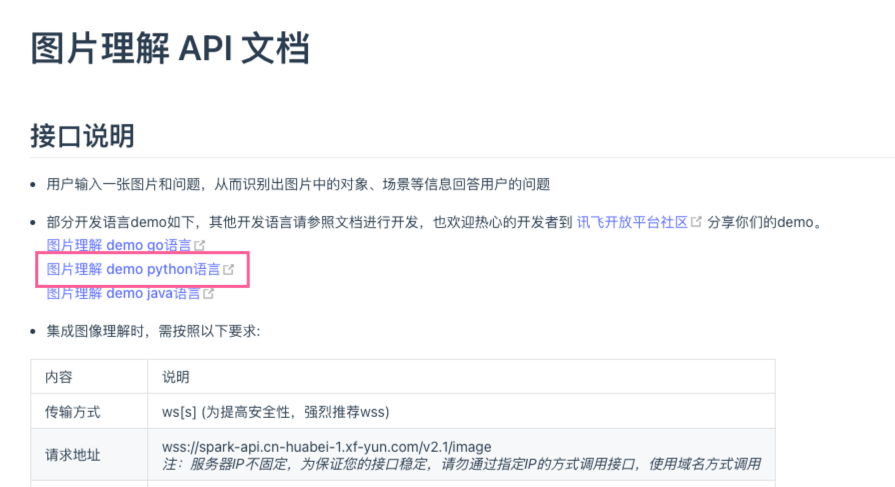 图片理解 API 文档
接口说明
用户输入一张图片和问题，从而识别出图片中的对象、场景等信息回答用户的问题
部分开发语言demo如下，其他开发语言请参照文档进行开发，也欢迎热心的开发者到 讯飞开放平台社区 分享你们的demo。
图片理解 demo go语言
图片理解 demo python语言
图片理解 demo java语言
集成图像理解时，需按照以下要求:
内容 说明
传输方式 ws[s] (为提高安全性，强烈推荐wss)
请求地址 wss://spark-api.cn-huabei-1.xf-yun.com/v2.1/image
注：服务器IP不固定，为保证您的接口稳定，请勿通过指定IP的方式调用接口，使用域名方式调用